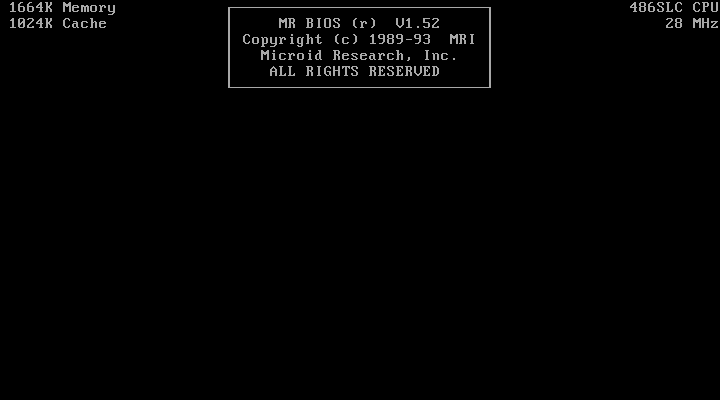 1664K Memory
1024K Cache
MR BIOS (r)  V1.52
Copyright (c) 1989-93  MRI
Microid Research, Inc.
ALL RIGHTS RESERVED
486SLC CPU
28 MHz